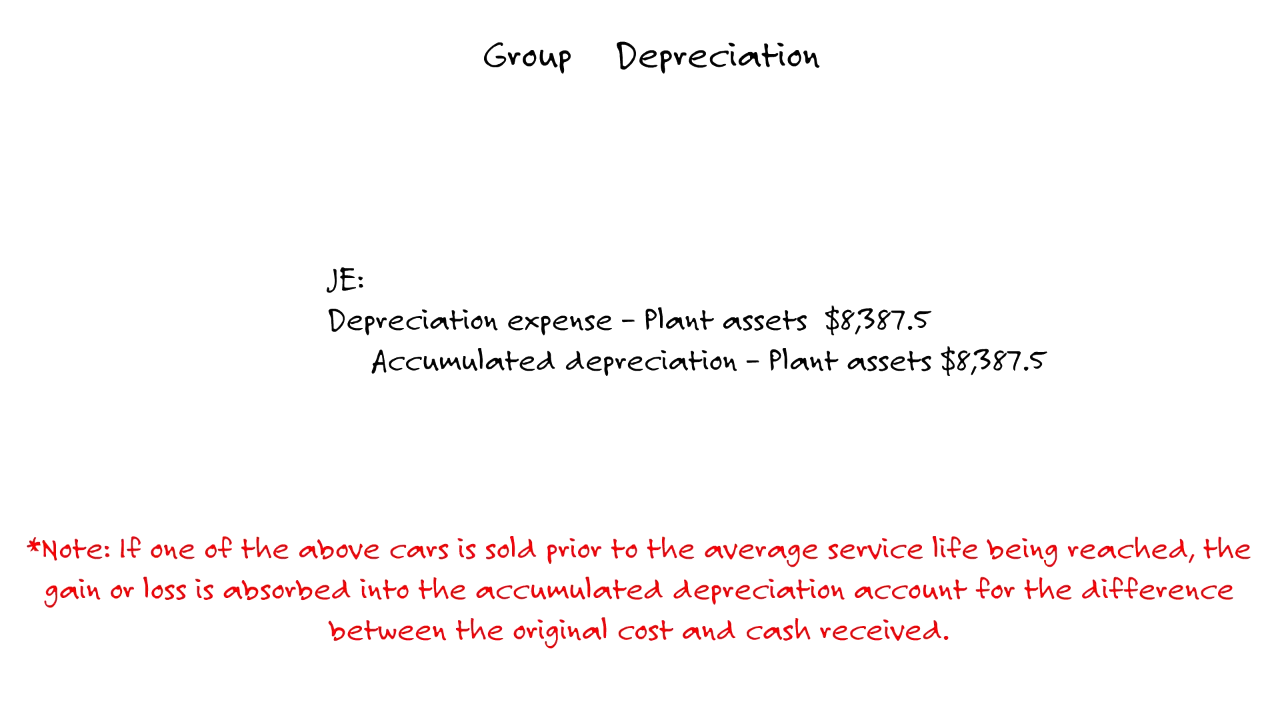 Group Depreciation
JE:
Depreciation expense - Plant assets $8,387.5
Accumulated depreciation - Plant assets $8,387.5
*Note: If one of the above cars is sold prior to the average service life being reached, the
gain or loss is absorbed into the accumulated depreciation account for the difference
between the original cost and cash received.